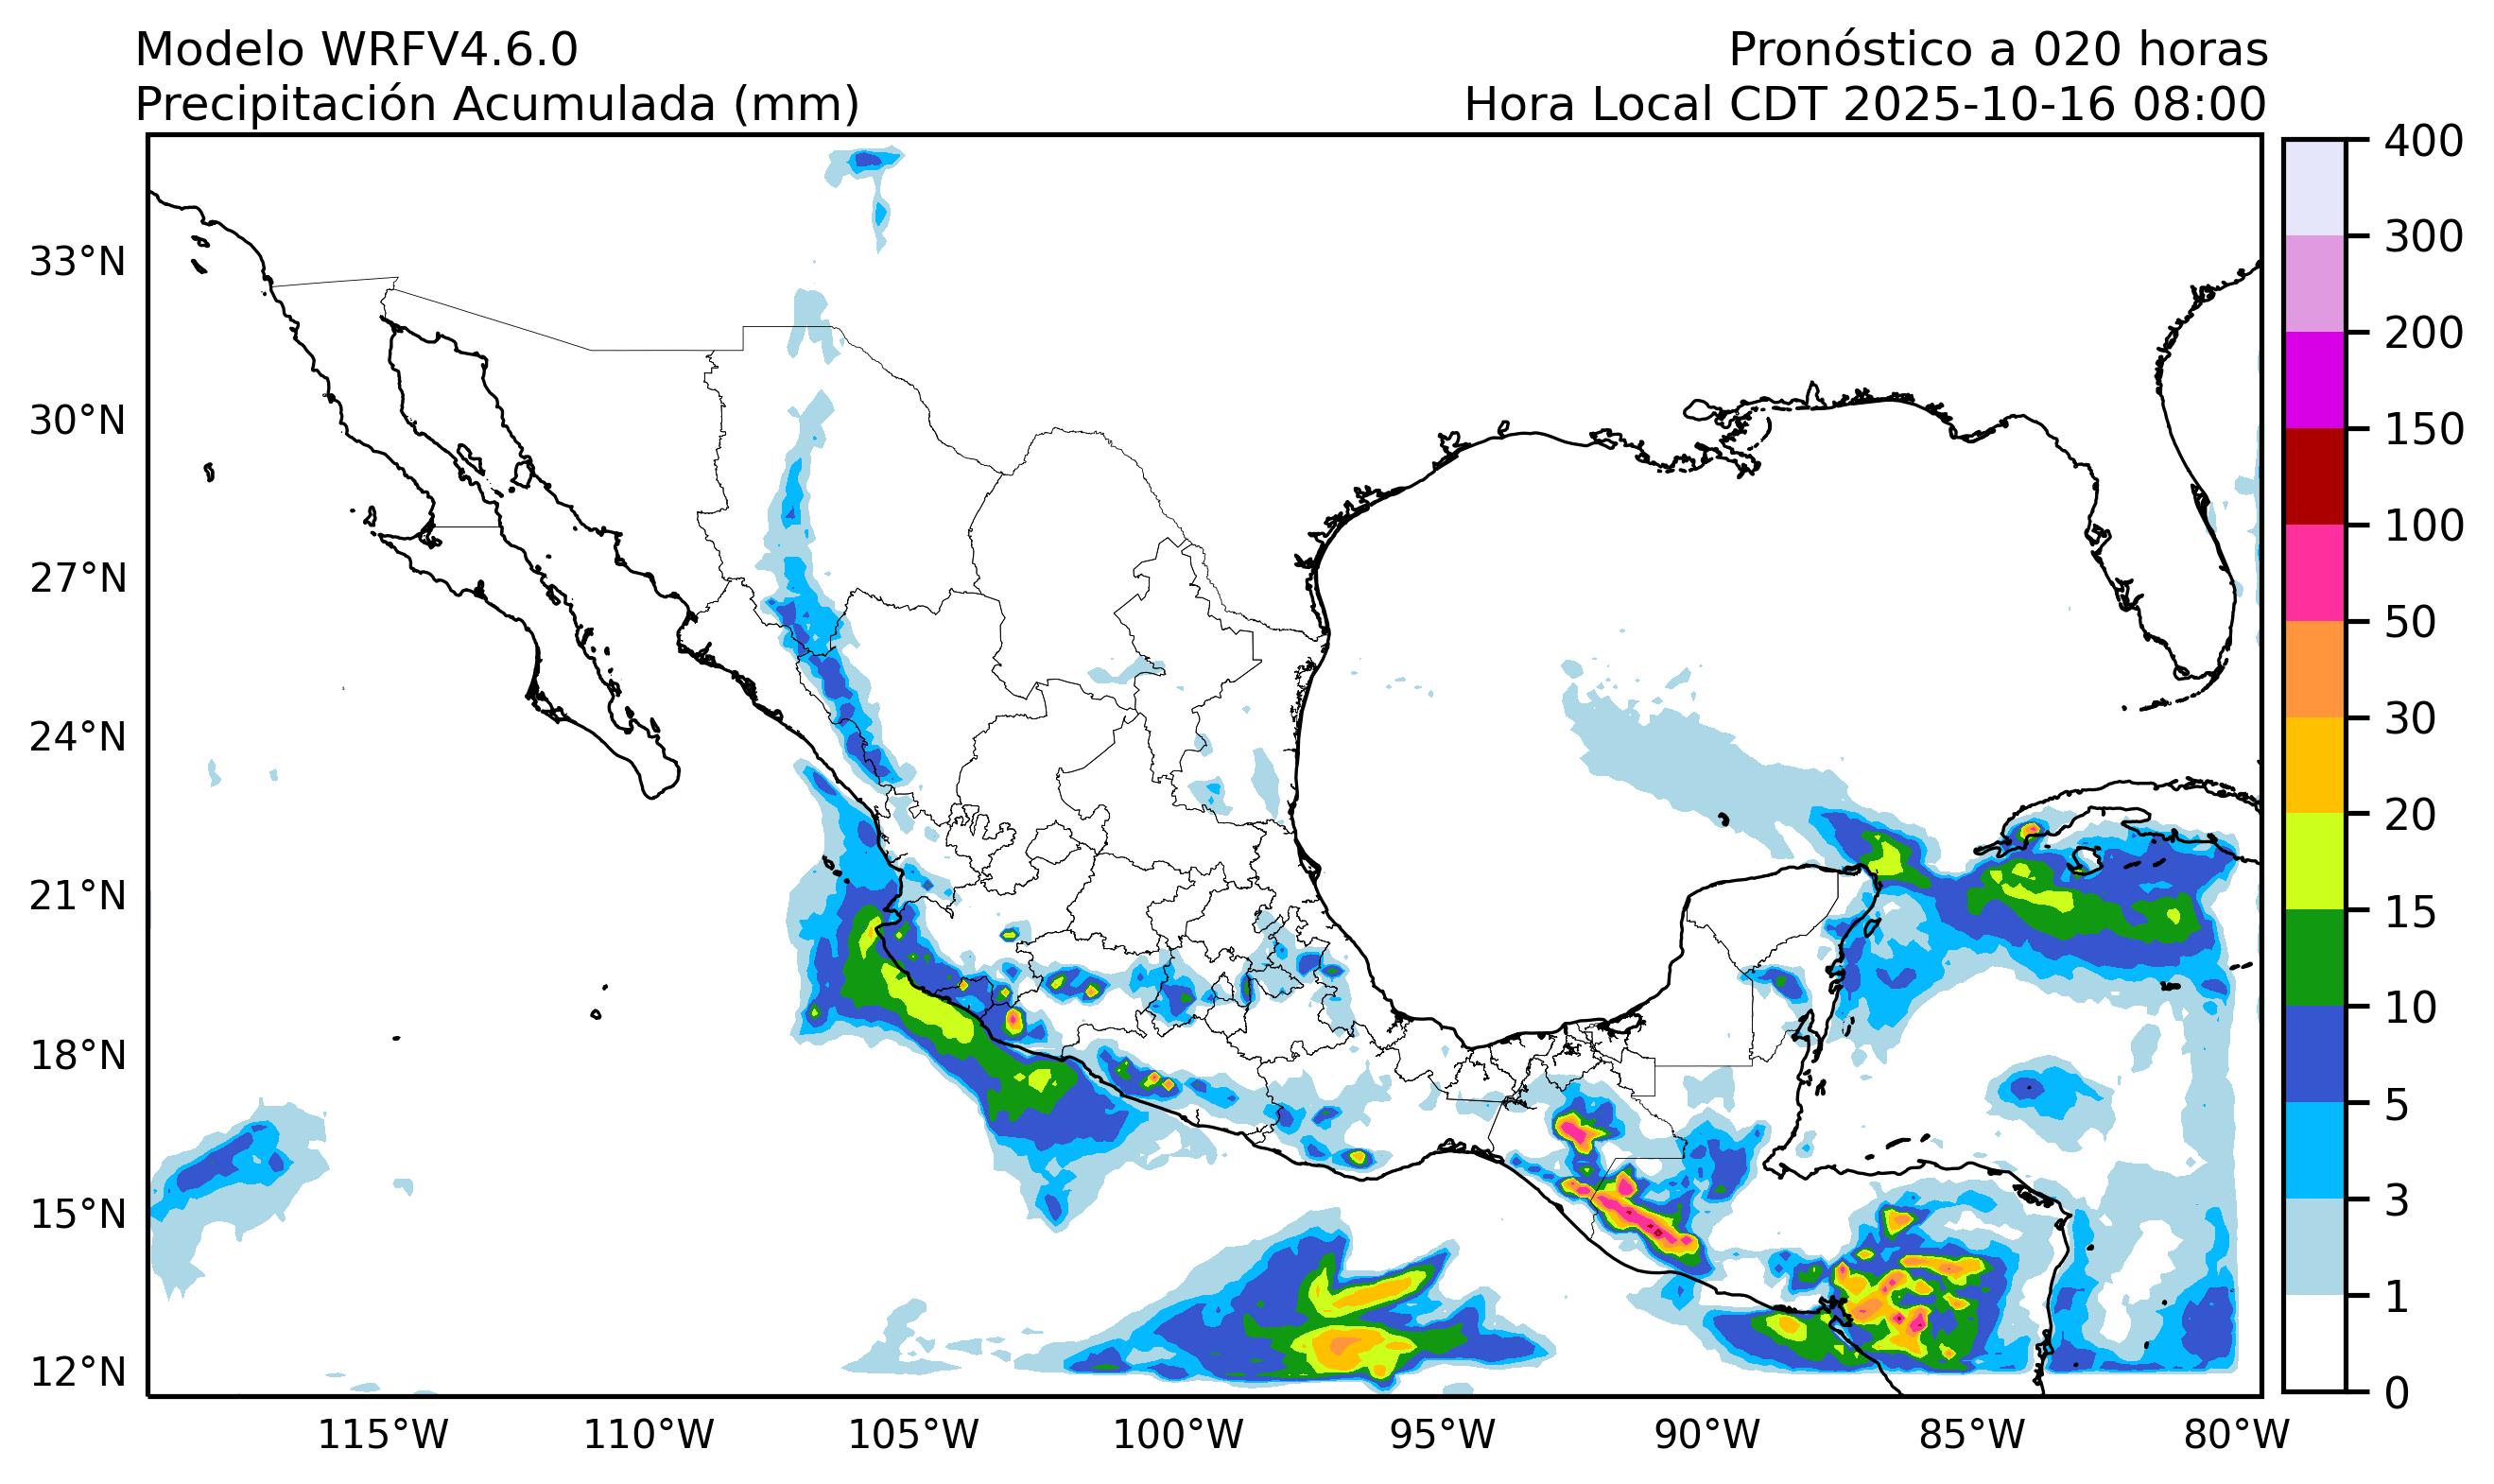 Modelo WRFV4.6.0
Precipitación Acumulada (mm)
Pronóstico a 020 horas
Hora Local CDT 2025-10-16 08:00
33°N
30°N
27°N
24°N
21°N
18°N
15°N
12°N
115°W
110°W
105°W
100°W
95°W
90°W
85°W
80°W
400
300
200
150
100
50
30
20
15
10
5
3
1
0